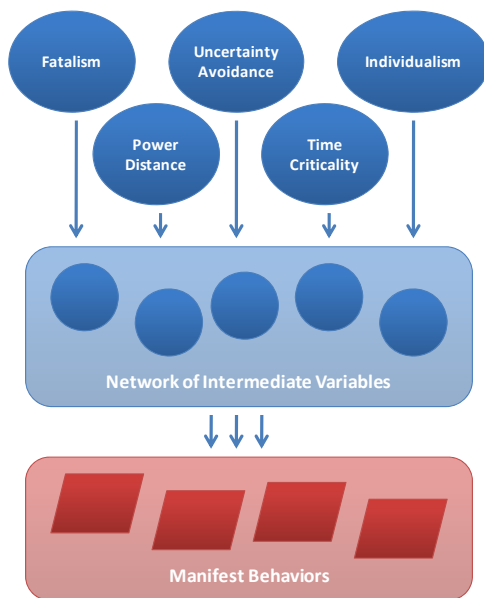 Fatalism
Uncertainty
Avoidance
Individualism
Power
Distance
Time
Criticality
Network of Intermediate Variables
Manifest Behaviors